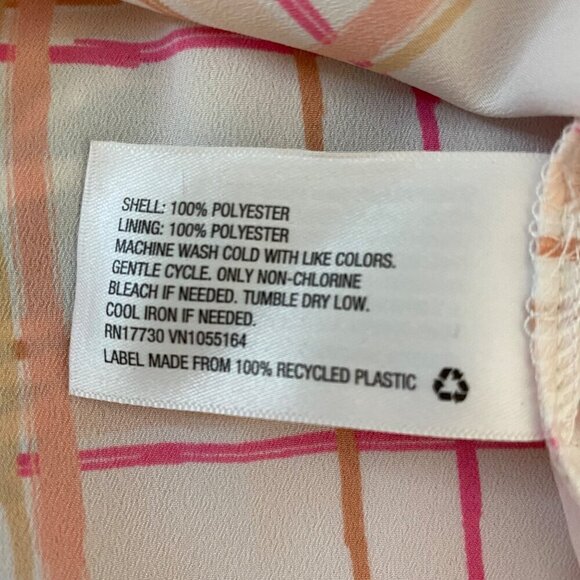 SHELL: 100% POLYESTER
LINING: 100% POLYESTER
MACHINE WASH COLD WITH LIKE COLORS.
GENTLE CYCLE. ONLY NON-CHLORINE
BLEACH IF NEEDED. TUMBLE DRY LOW.
COOL IRON IF NEEDED.
RN17730 VN1055164
LABEL MADE FROM 100% RECYCLED PLASTIC